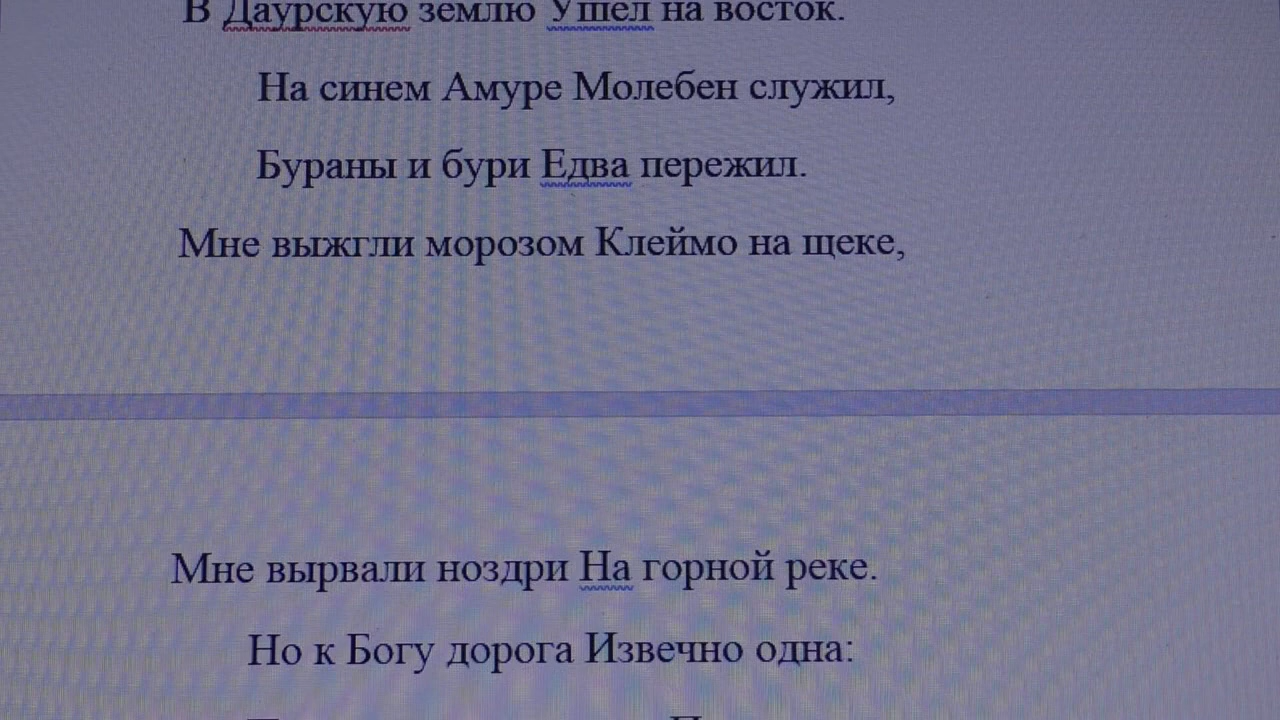 В Даурскую землю Ушел на восток.
На синем Амуре Молебен служил,
Бураны и бури Едва пережил.
Мне выжгли морозом Клеймо на щеке,
Мне вырвали ноздри На горной реке.
Но к Богу дорога Извечно одна: